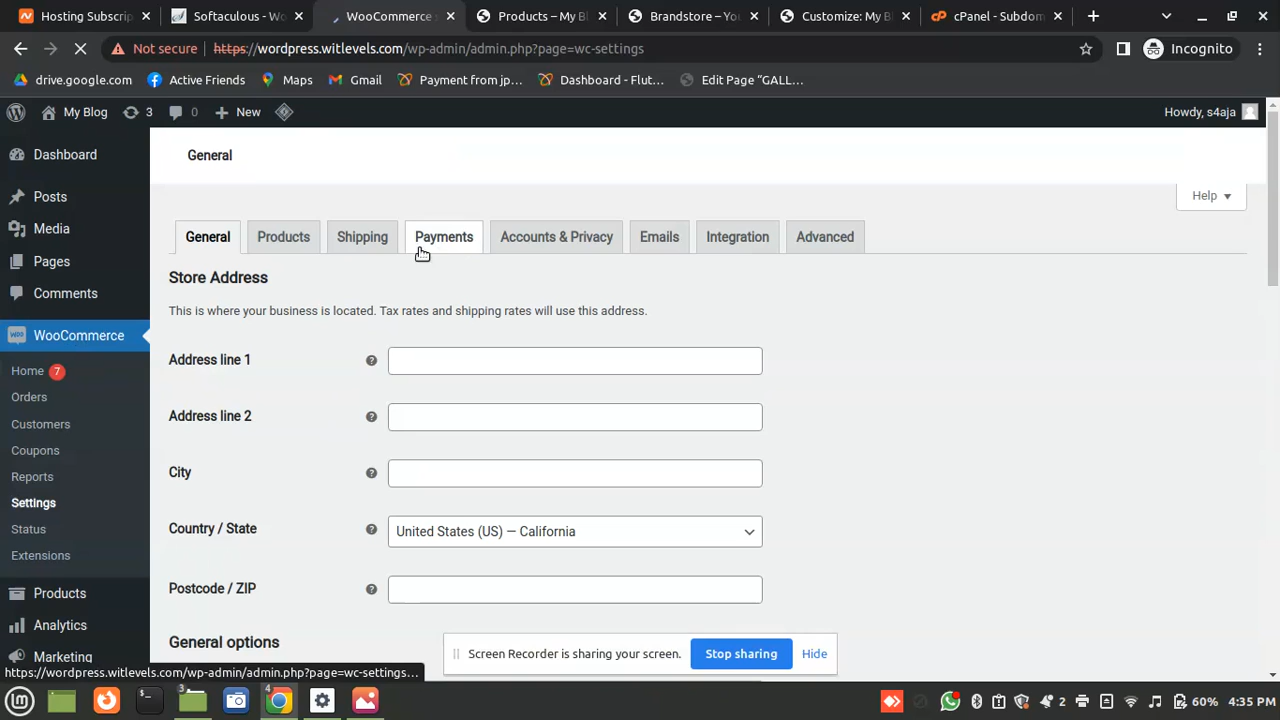 Hosting Subscrip
Softaculous - Wo
WooCommerce s
Products – My Bl
Brandstore – Yo
Customize: My Bl
cPanel - Subdom
Not secure
https://wordpress.witlevels.com/wp-admin/admin.php?page=wc-settings
Incognito
drive.google.com
Active Friends
Maps
Gmail
Payment from jp...
Dashboard - Flut...
Edit Page “GALL...
My Blog
3
0
New
Howdy, s4aja
Dashboard
General
Posts
Help
Media
General
Products
Shipping
Payments
Accounts & Privacy
Emails
Integration
Advanced
Pages
Store Address
Comments
This is where your business is located. Tax rates and shipping rates will use this address.
WooCommerce
Address line 1
Home 7
Orders
Address line 2
Customers
Coupons
City
Reports
Settings
Country / State
United States (US) — California
Status
Extensions
Products
Postcode / ZIP
Analytics
General options
Marketing
Screen Recorder is sharing your screen.
Stop sharing
Hide
https://wordpress.witlevels.com/wp-admin/admin.php?page=wc-settings...
3
4
2
60%
4:35 PM